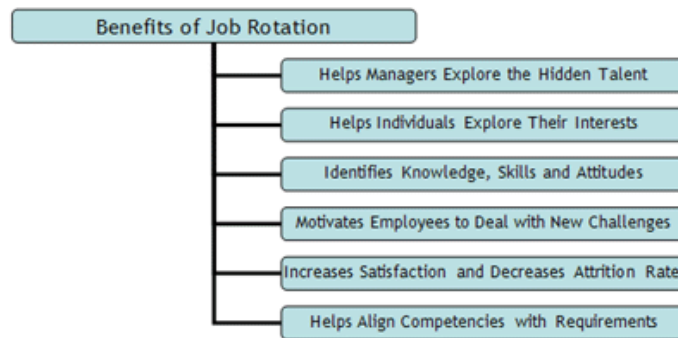 Benefits of Job Rotation
Helps Managers Explore the Hidden Talent
Helps Individuals Explore Their Interests
Identifies Knowledge, Skills and Attitudes
Motivates Employees to Deal with New Challenges
Increases Satisfaction and Decreases Attrition Rate
Helps Align Competencies with Requirements